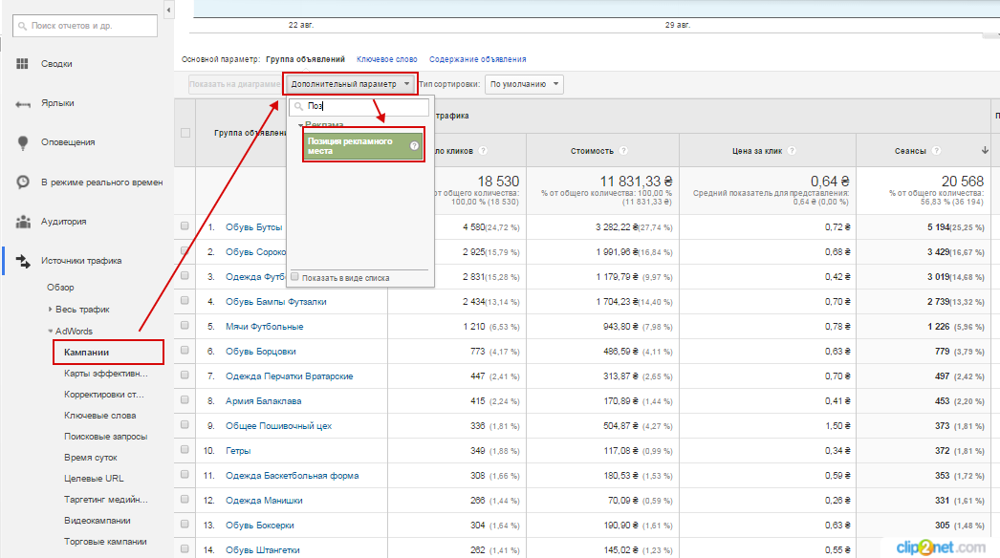 22 авг.
29 авг.
Поиск отчетов и др.
Сводки
Ярлыки
Оповещения
В режиме реального времен
Аудитория
Источники трафика
Обзор
Весь трафик
AdWords
Кампании
Карты эффективн...
Корректировки ст...
Ключевые слова
Поисковые запросы
Время суток
Целевые URL
Таргетинг медийн...
Видеокампании
Торговые кампании
Основной параметр: Группа объявлений Ключевое слово Содержание объявления
Показать на диаграмме Дополнительный параметр Тип сортировки: По умолчанию
Поз
Реклама
Позиция рекламного
места
Показать в виде списка
трафика
Группа объявлени ло кликов Стоимость Цена за клик Сеансы
18 530 11 831,33 ₴ 0,64 ₴ 20 568
от общего количества: % от общего количества: 100,00 % Средний показатель для представления: % от общего количества:
100,00 % (18 530) (11 831,33 ₴) 0,64 ₴ (0,00 %) 56,83 % (36 194)
1. Обувь Бутсы 4 580(24,72 %) 3 282,22 ₴(27,74 %) 0,72 ₴ 5 194(25,25 %)
2. Обувь Сороко 2 925(15,79 %) 1 991,96 ₴(16,84 %) 0,68 ₴ 3 429(16,67 %)
3. Одежда Футб 2 831(15,28 %) 1 179,79 ₴ (9,97 %) 0,42 ₴ 3 019(14,68 %)
4. Обувь Бампы Футзалки 2 434(13,14 %) 1 704,23 ₴(14,40 %) 0,70 ₴ 2 739(13,32 %)
5. Мячи Футбольные 1 210 (6,53 %) 943,80 ₴ (7,98 %) 0,78 ₴ 1 226 (5,96 %)
6. Обувь Борцовки 773 (4,17 %) 486,59 ₴ (4,11 %) 0,63 ₴ 779 (3,79 %)
7. Одежда Перчатки Вратарские 447 (2,41 %) 313,87 ₴ (2,65 %) 0,70 ₴ 497 (2,42 %)
8. Армия Балаклава 415 (2,24 %) 170,89 ₴ (1,44 %) 0,41 ₴ 453 (2,20 %)
9. Общее Пошивочный цех 336 (1,81 %) 504,87 ₴ (4,27 %) 1,50 ₴ 373 (1,81 %)
10. Гетры 349 (1,88 %) 117,08 ₴ (0,99 %) 0,34 ₴ 372 (1,81 %)
11. Одежда Баскетбольная форма 308 (1,66 %) 180,53 ₴ (1,53 %) 0,59 ₴ 353 (1,72 %)
12. Одежда Манишки 266 (1,44 %) 70,09 ₴ (0,59 %) 0,26 ₴ 331 (1,61 %)
13. Обувь Боксерки 304 (1,64 %) 190,90 ₴ (1,61 %) 0,63 ₴ 305 (1,48 %)
14. Обувь Штангетки 262 (1,41 %) 145,02 ₴ (1,23 %) 0,55 ₴
clip2net.com